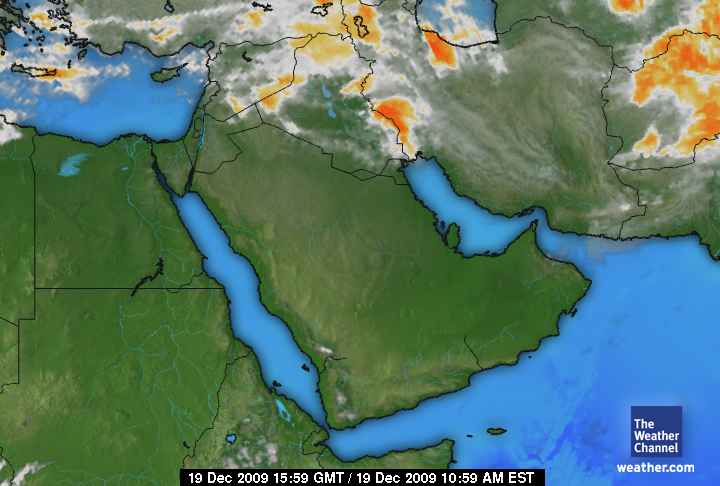 The
Weather
Channel
weather.com
19 Dec 2009 15:59 GMT / 19 Dec 2009 10:59 AM EST